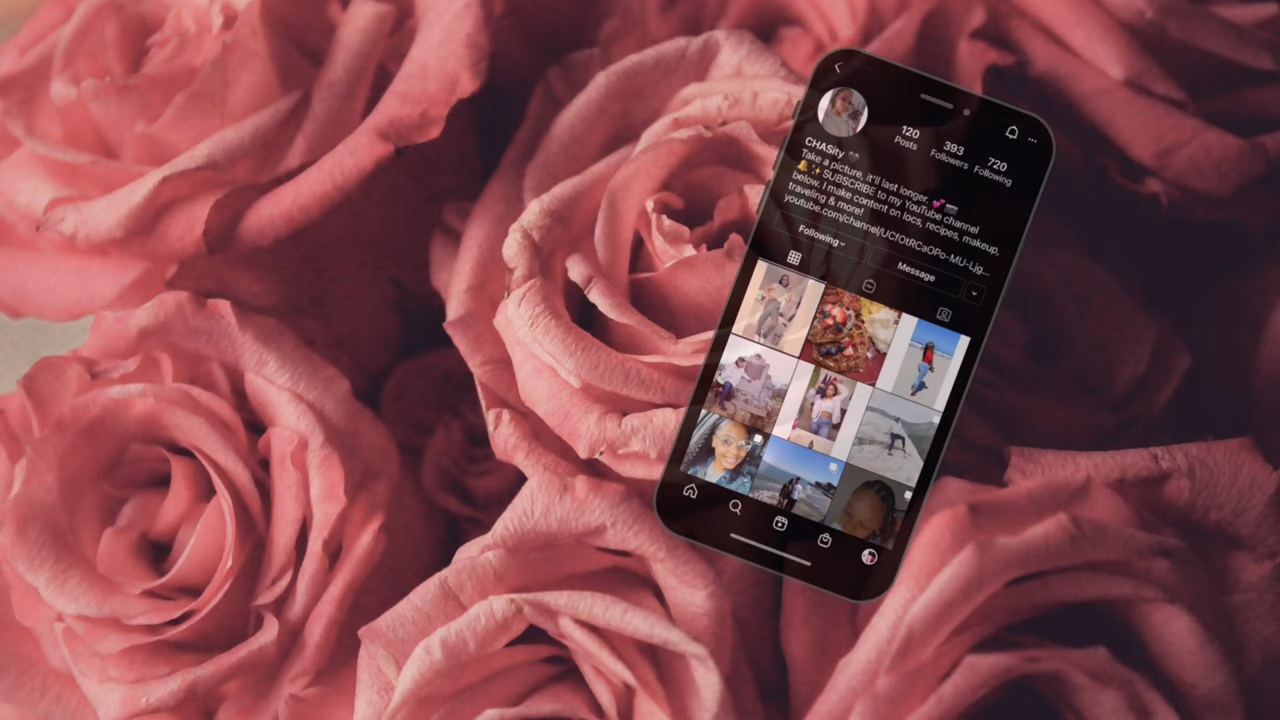 120
Posts
393
Followers
720
Following
CHASity
Take a picture, it'll last longer. 💕📷
🔔✨ SUBSCRIBE to my YouTube channel
below. I make content on locs, recipes, makeup,
traveling & more!
youtube.com/channel/UCfOtRCaOPo-MU-Ljg...
Following
Message